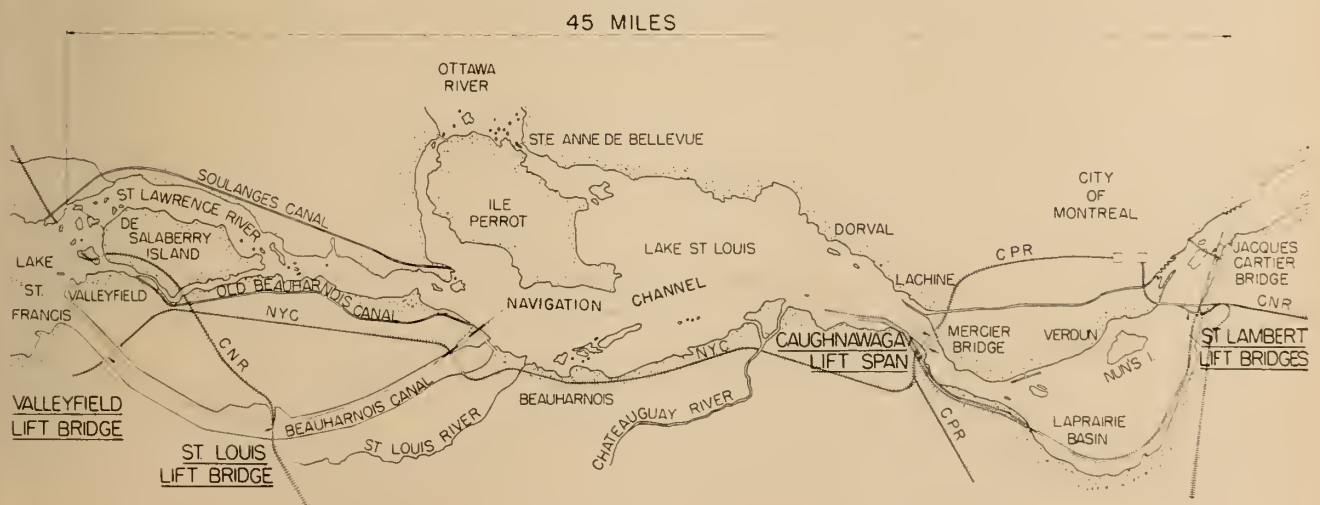 45 MILES
OTTAWA
RIVER
STE ANNE DE BELLEVUE
SOULANGES CANAL
ST LAWRENCE RIVER
DE
SALABERRY
ISLAND
ILE
PERROT
CITY
OF
MONTREAL
DORVAL
LAKE ST LOUIS
CPR
LACHINE
JACQUES
CARTIER
BRIDGE
LAKE
ST.
FRANCIS
VALLEYFIELD
OLD BEAUHARNOIS CANAL
NYC
NAVIGATION CHANNEL
CNR
CNR
MERCIER
BRIDGE
VERDUN
NUN'S I.
ST LAMBERT
LIFT BRIDGES
CAUGHNAWAGA
LIFT SPAN
NYC
VALLEYFIELD
LIFT BRIDGE
BEAUHARNOIS CANAL
BEAUHARNOIS
CHATEAUGUAY RIVER
CPR
LAPRAIRIE
BASIN
ST. LOUIS
LIFT BRIDGE
ST LOUIS RIVER